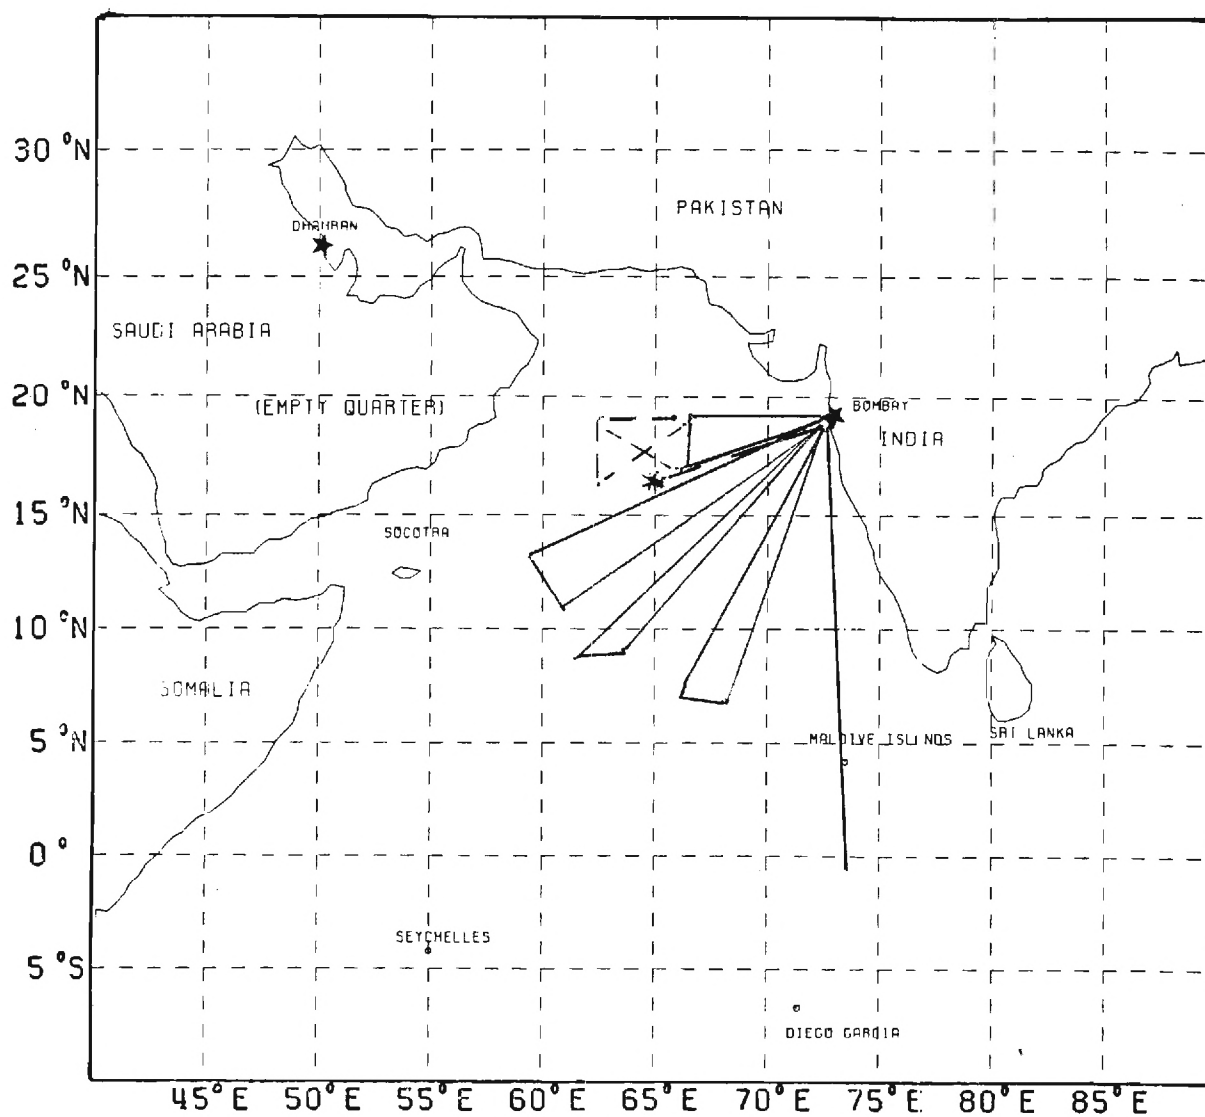 30 °N
PAKISTAN
DHAHRAN
25 °N
SAUDI ARABIA
20 °N
(EMPTY QUARTER)
BOMBAY
INDIA
15 °N
SOCOTRA
10 °N
SOMALIA
5 °N
MALDIVE ISLNDS
SRI LANKA
0 °
SEYCHELLES
5 °S
DIEGO GARCIA
45°E 50°E 55°E 60°E 65°E 70°E 75°E 80°E 85°E